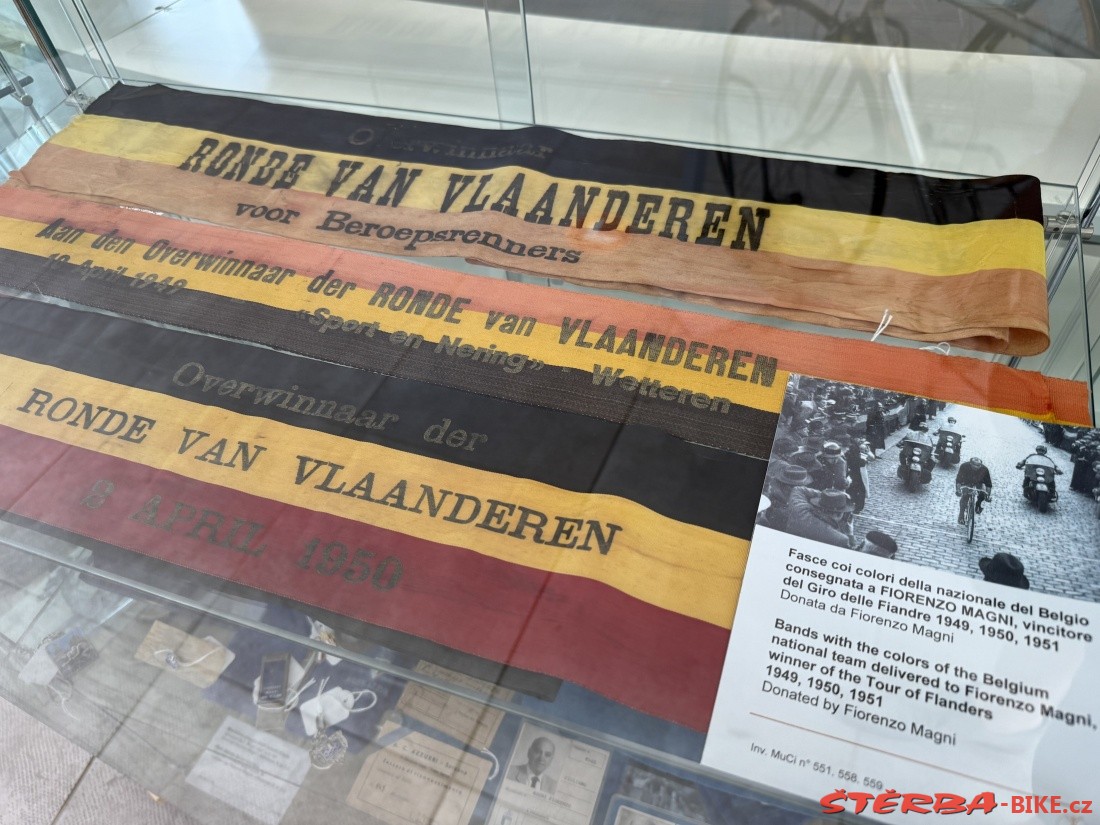 Overwinnaar
RONDE VAN VLAANDEREN
voor Beroepsrenners
Aan den Overwinnaar der RONDE van VLAANDEREN
10 April 1949
«Sport en Nering» - Wetteren
Overwinnaar der
RONDE VAN VLAANDEREN
2 APRIL 1950
Fasce coi colori della nazionale del Belgio
consegnata a FIORENZO MAGNI, vincitore
del Giro delle Fiandre 1949, 1950, 1951
Donata da Fiorenzo Magni
Bands with the colors of the Belgium
national team delivered to Fiorenzo Magni,
winner of the Tour of Flanders
1949, 1950, 1951
Donated by Fiorenzo Magni
Inv. MuCi n° 551, 558, 559
ŠTĔRBA-BIKE.cz